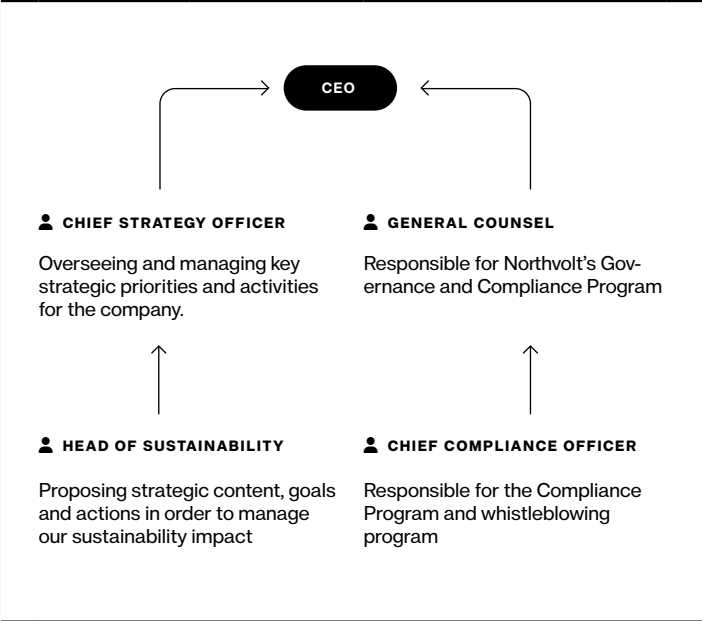 CEO
CHIEF STRATEGY OFFICER
Overseeing and managing key
strategic priorities and activities
for the company.
GENERAL COUNSEL
Responsible for Northvolt’s Gov-
ernance and Compliance Program
HEAD OF SUSTAINABILITY
Proposing strategic content, goals
and actions in order to manage
our sustainability impact
CHIEF COMPLIANCE OFFICER
Responsible for the Compliance
Program and whistleblowing
program